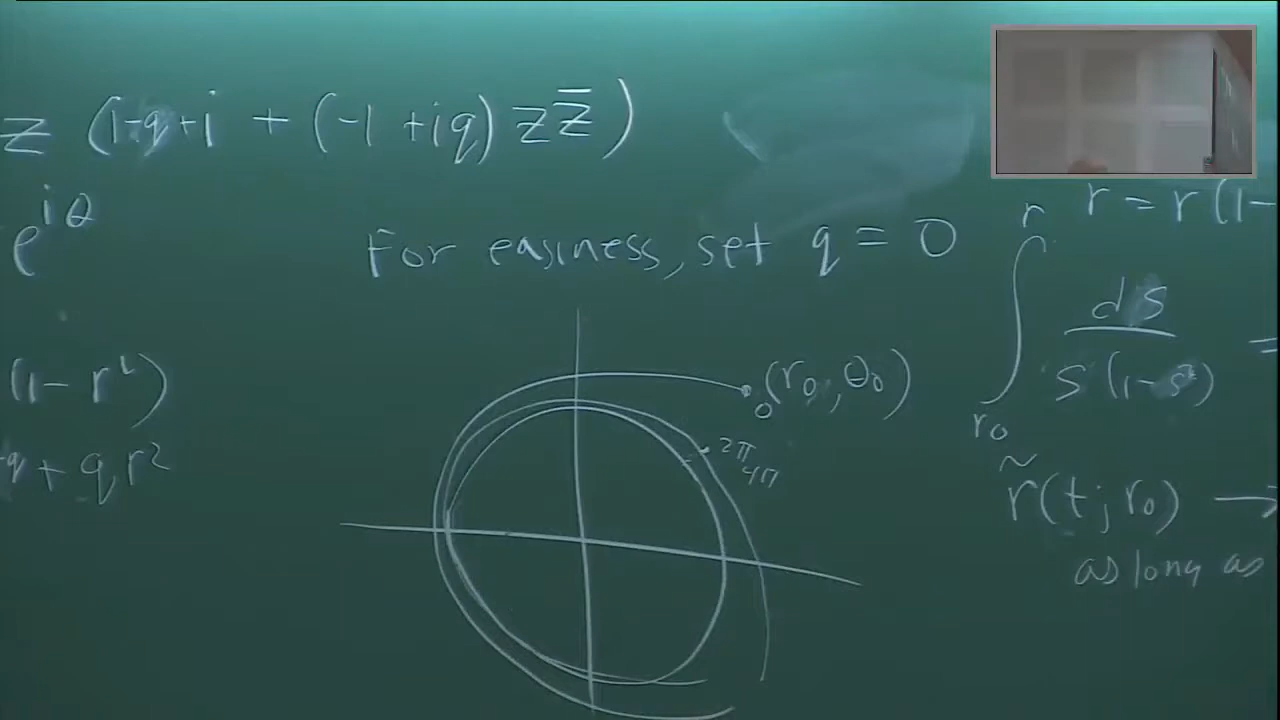 z (1-q+i + (-1 +iq) z z̄ )
e^{iθ}
For easiness, set q = 0
(1- r²)
q + q r²
(r₀, θ₀)
0
2π
4π
r = r (1-
∫_{r₀}^{r} ds / s (1-s²) =
r̃(t; r₀) →
as long as